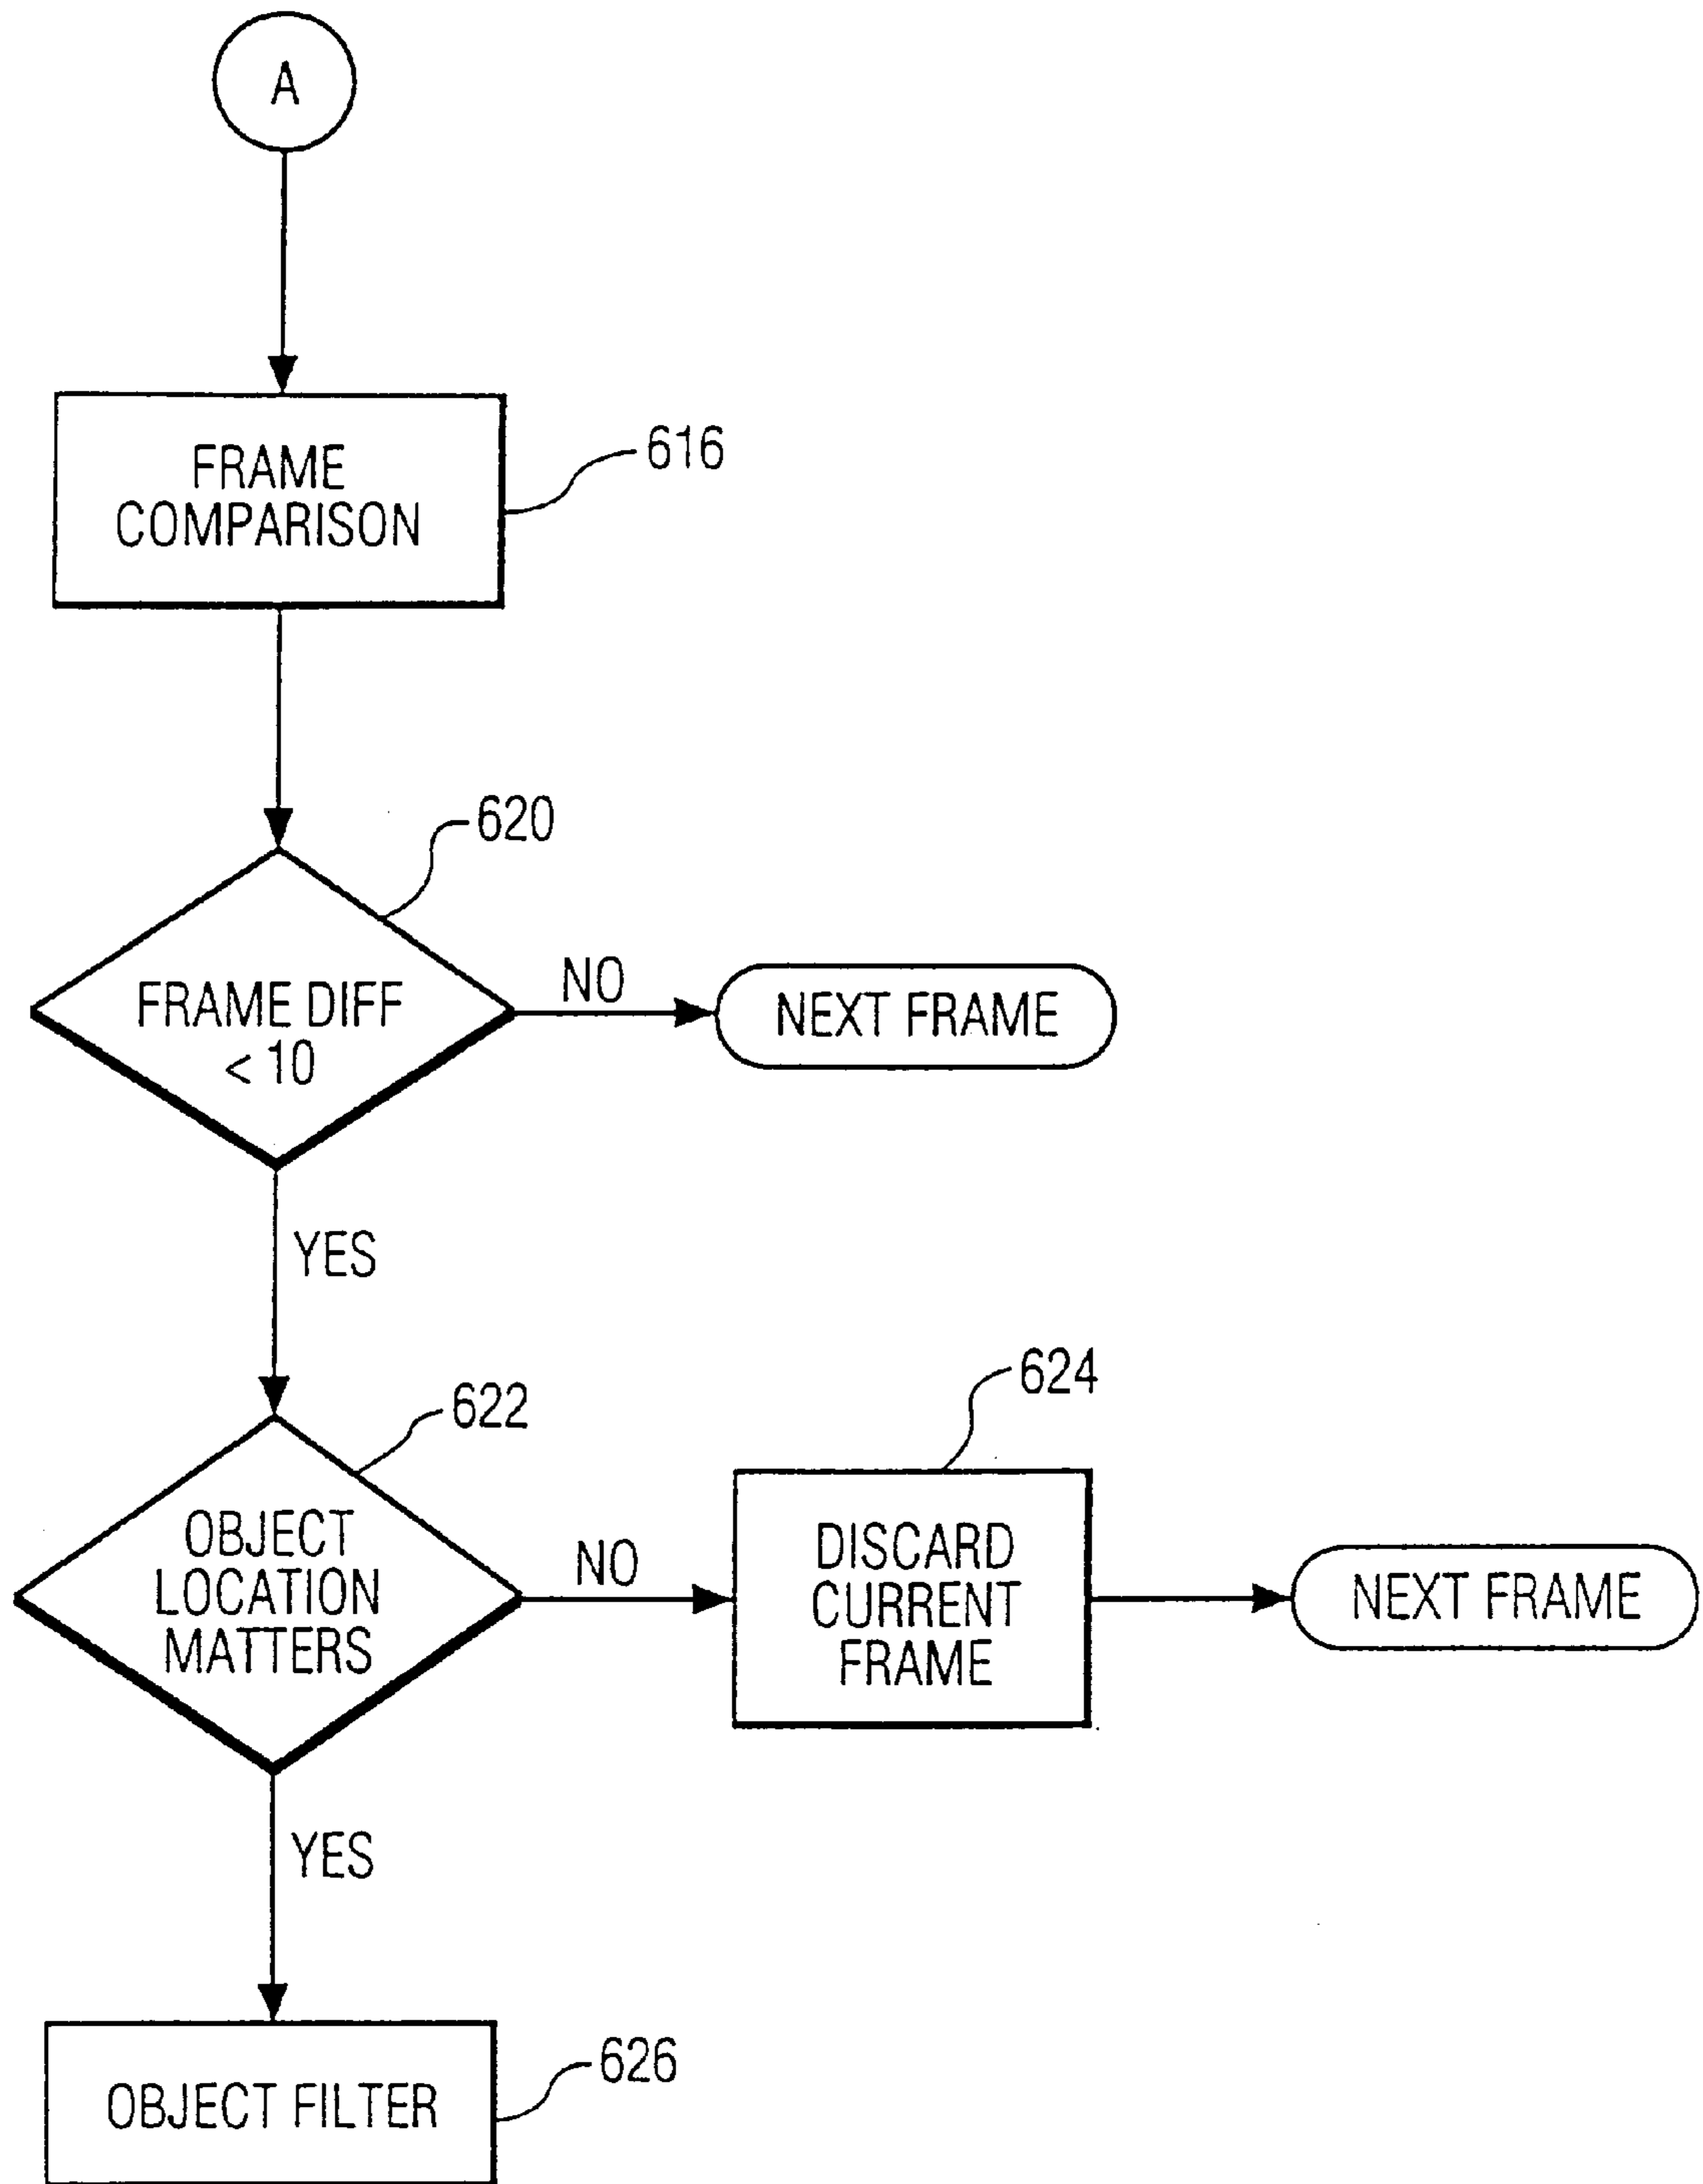 A
FRAME
COMPARISON
616
620
FRAME DIFF
< 10
NO
NEXT FRAME
YES
622
OBJECT
LOCATION
MATTERS
NO
624
DISCARD
CURRENT
FRAME
NEXT FRAME
YES
OBJECT FILTER
626